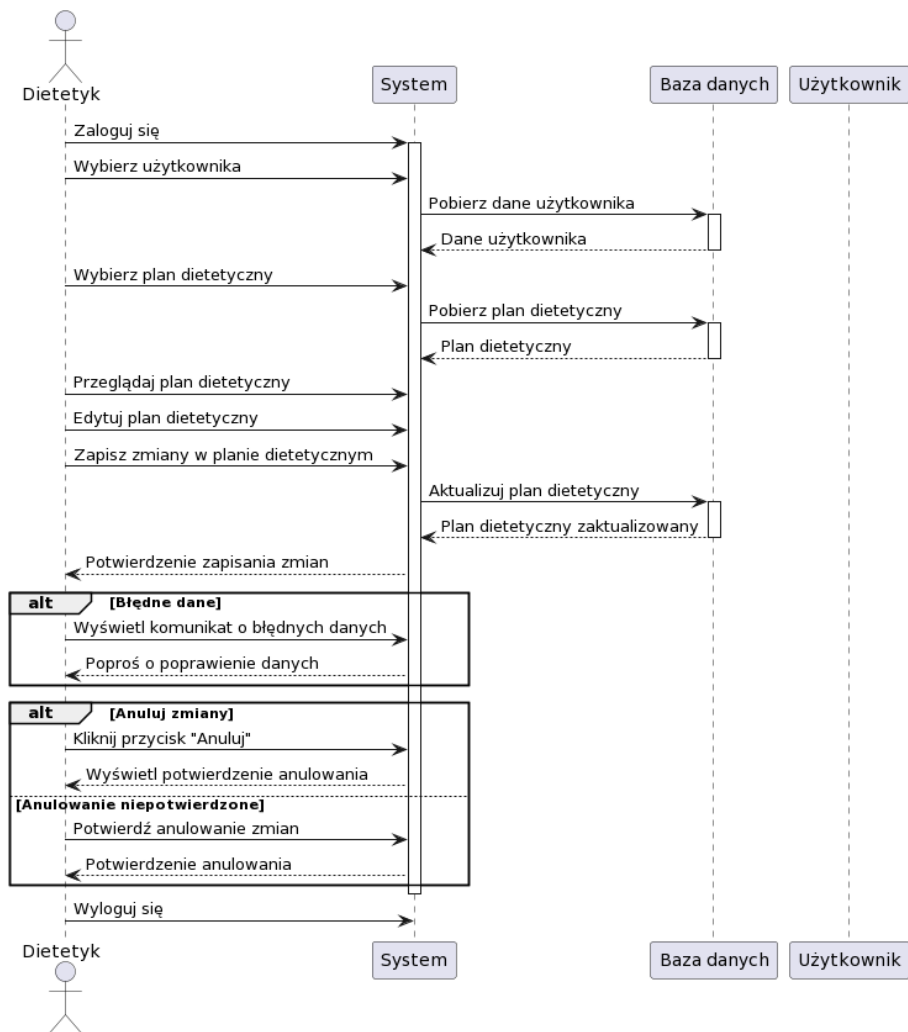 Dietetyk
System
Baza danych
Użytkownik
Zaloguj się
Wybierz użytkownika
Pobierz dane użytkownika
Dane użytkownika
Wybierz plan dietetyczny
Pobierz plan dietetyczny
Plan dietetyczny
Przeglądaj plan dietetyczny
Edytuj plan dietetyczny
Zapisz zmiany w planie dietetycznym
Aktualizuj plan dietetyczny
Plan dietetyczny zaktualizowany
Potwierdzenie zapisania zmian
alt [Błędne dane]
Wyświetl komunikat o błędnych danych
Poproś o poprawienie danych
alt [Anuluj zmiany]
Kliknij przycisk "Anuluj"
Wyświetl potwierdzenie anulowania
[Anulowanie niepotwierdzone]
Potwierdź anulowanie zmian
Potwierdzenie anulowania
Wyloguj się
Dietetyk
System
Baza danych
Użytkownik